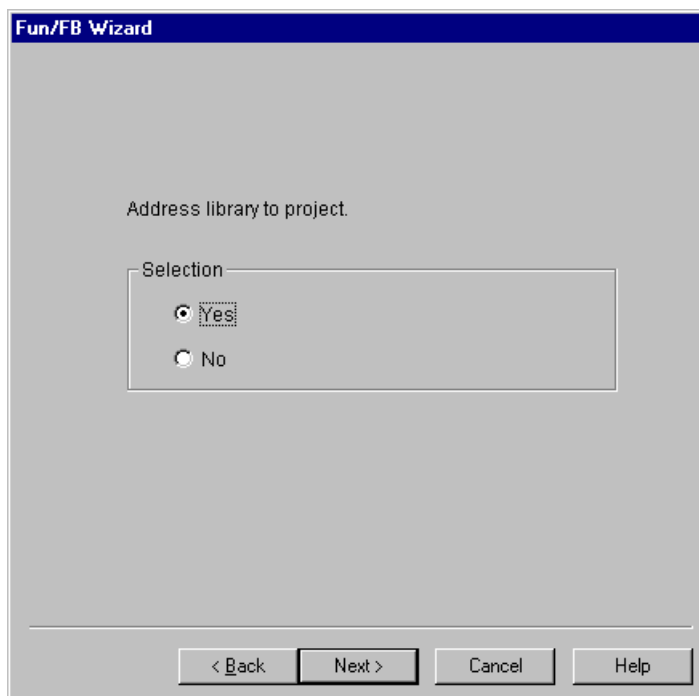 Fun/FB Wizard
Address library to project.
Selection
Yes
No
< Back
Next >
Cancel
Help